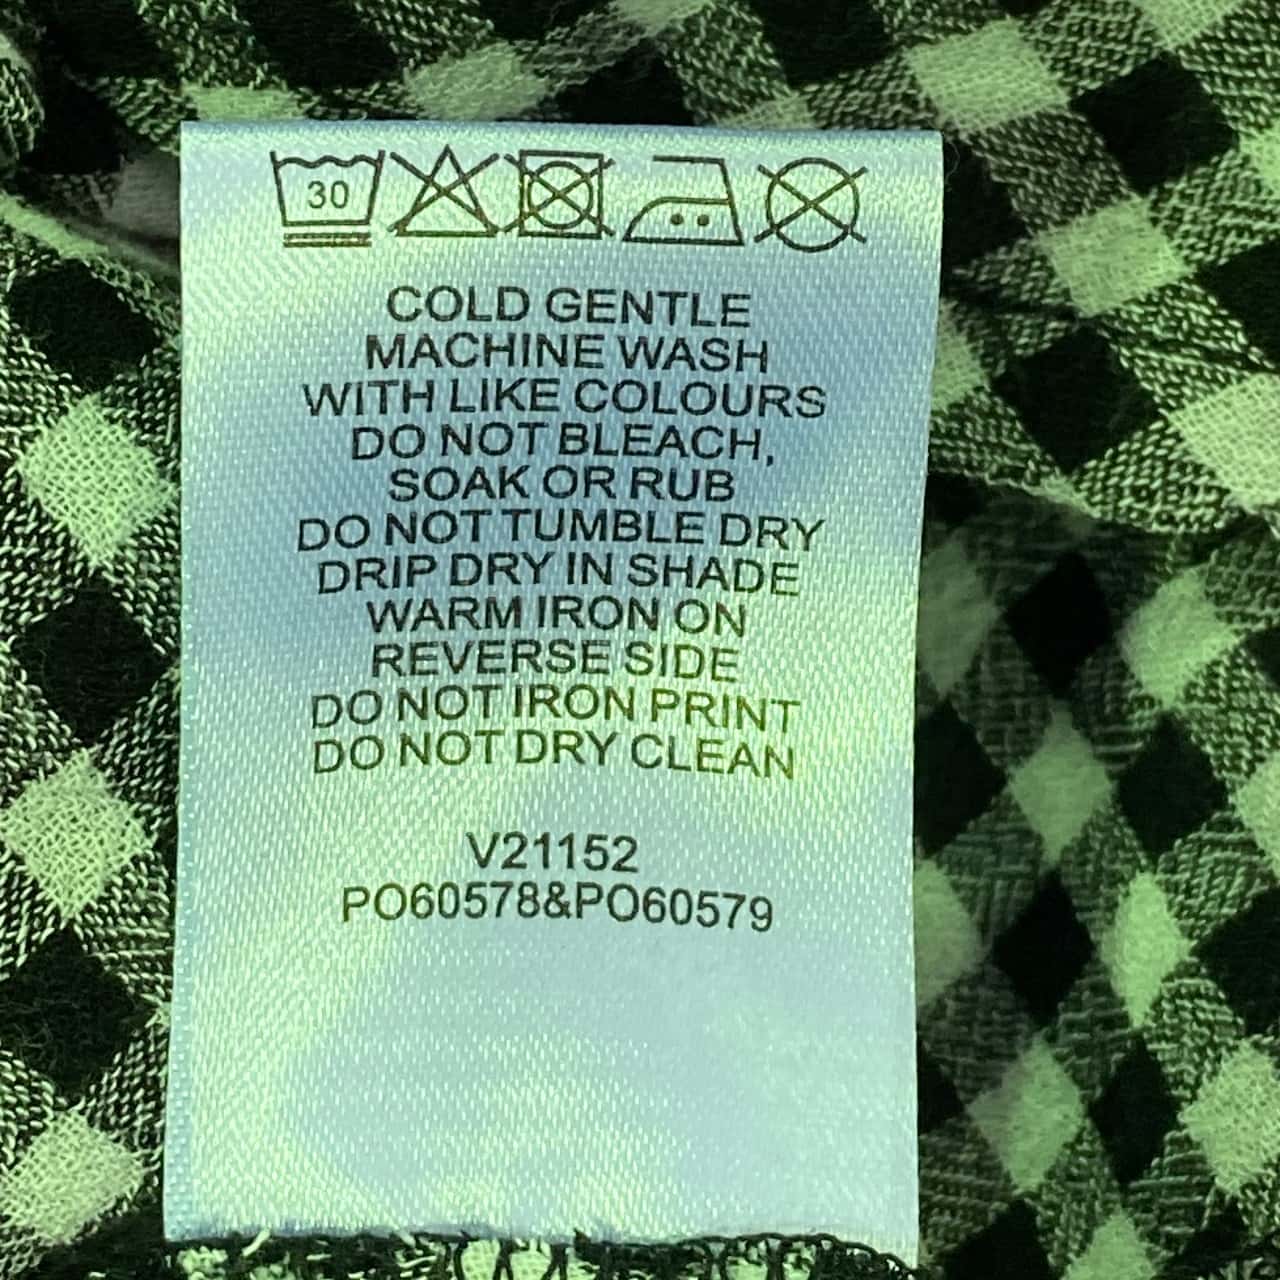 30
COLD GENTLE
MACHINE WASH
WITH LIKE COLOURS
DO NOT BLEACH,
SOAK OR RUB
DO NOT TUMBLE DRY
DRIP DRY IN SHADE
WARM IRON ON
REVERSE SIDE
DO NOT IRON PRINT
DO NOT DRY CLEAN
V21152
PO60578&PO60579